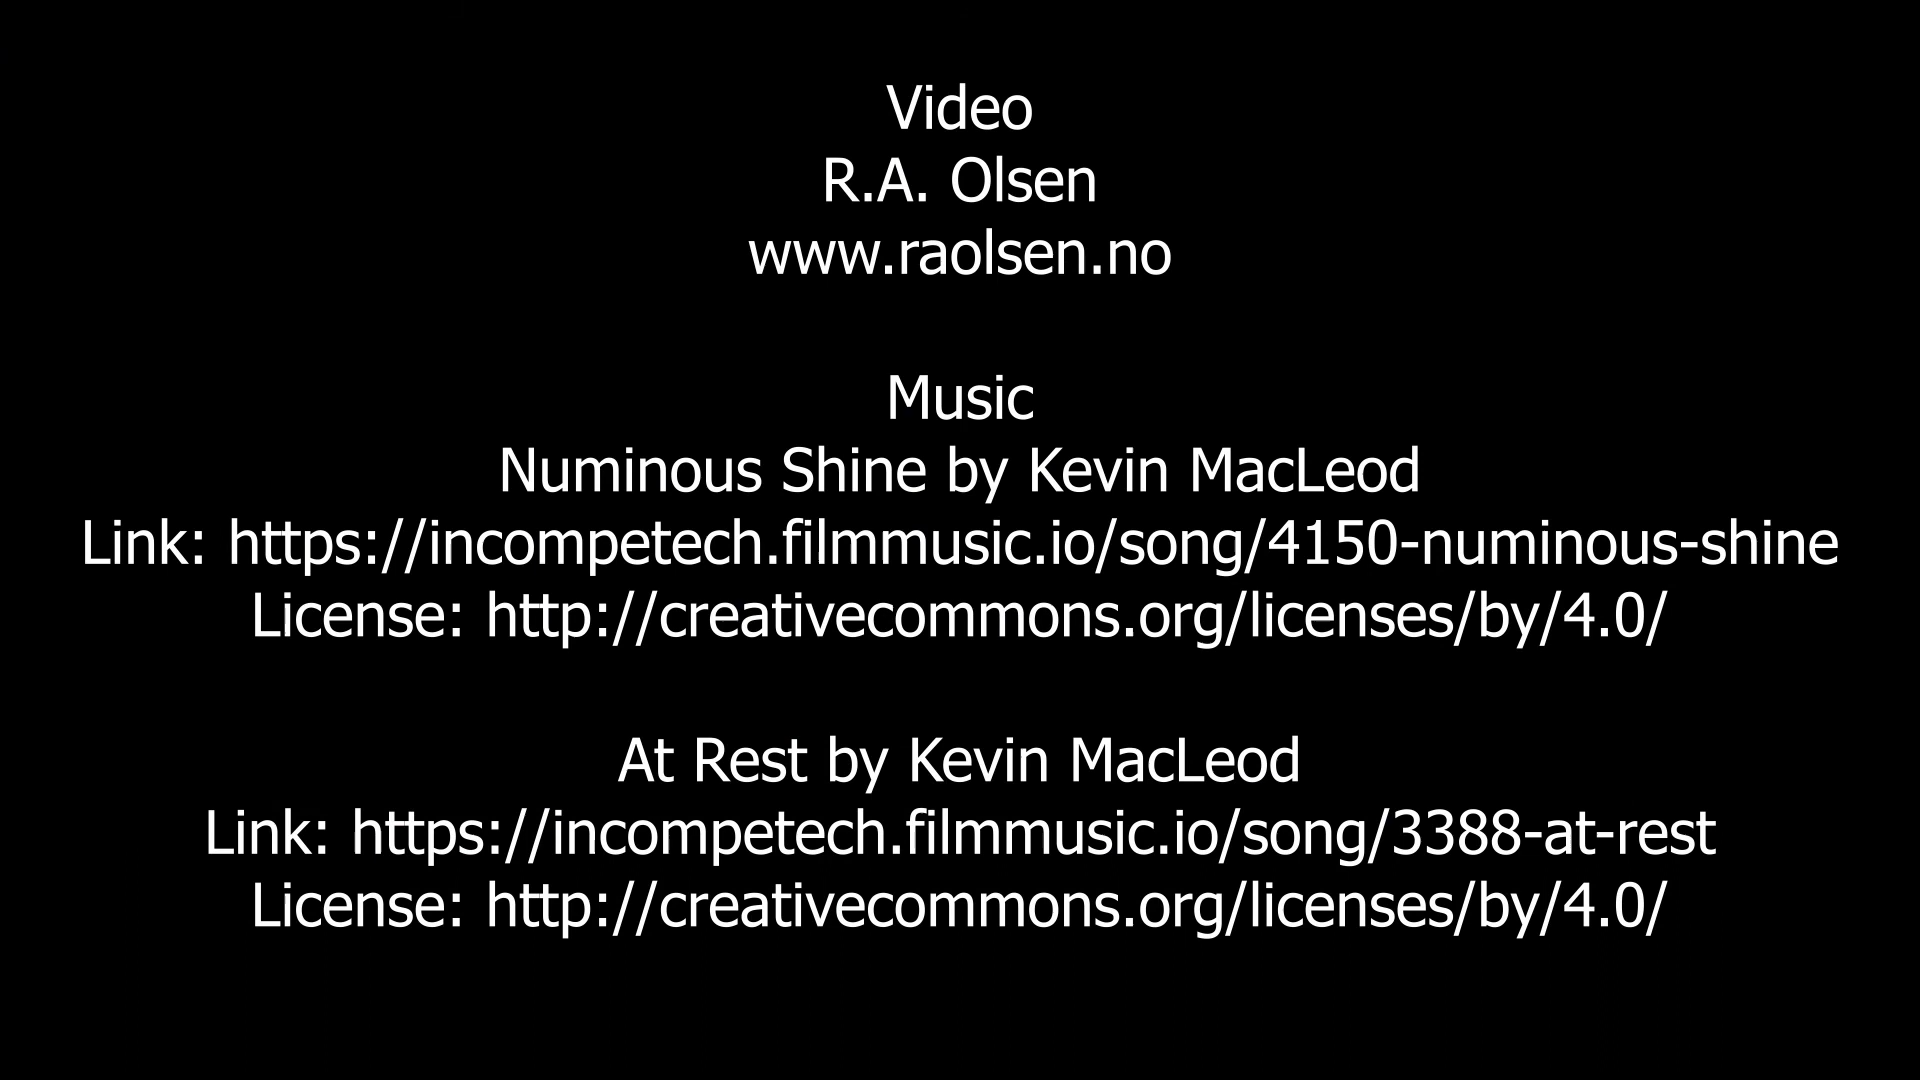 Video
R.A. Olsen
www.raolsen.no
Music
Numinous Shine by Kevin MacLeod
Link: https://incompetech.filmmusic.io/song/4150-numinous-shine
License: http://creativecommons.org/licenses/by/4.0/
At Rest by Kevin MacLeod
Link: https://incompetech.filmmusic.io/song/3388-at-rest
License: http://creativecommons.org/licenses/by/4.0/